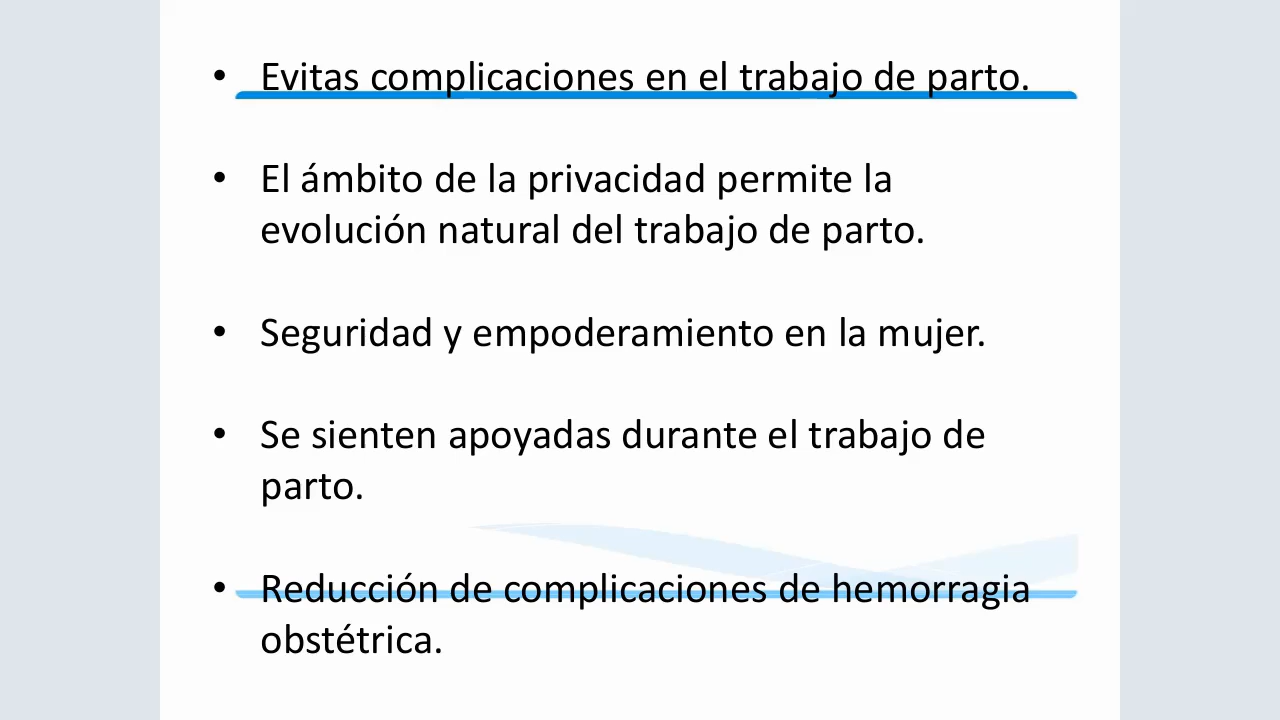 • Evitas complicaciones en el trabajo de parto.
• El ámbito de la privacidad permite la
evolución natural del trabajo de parto.
• Seguridad y empoderamiento en la mujer.
• Se sienten apoyadas durante el trabajo de
parto.
• Reducción de complicaciones de hemorragia
obstétrica.